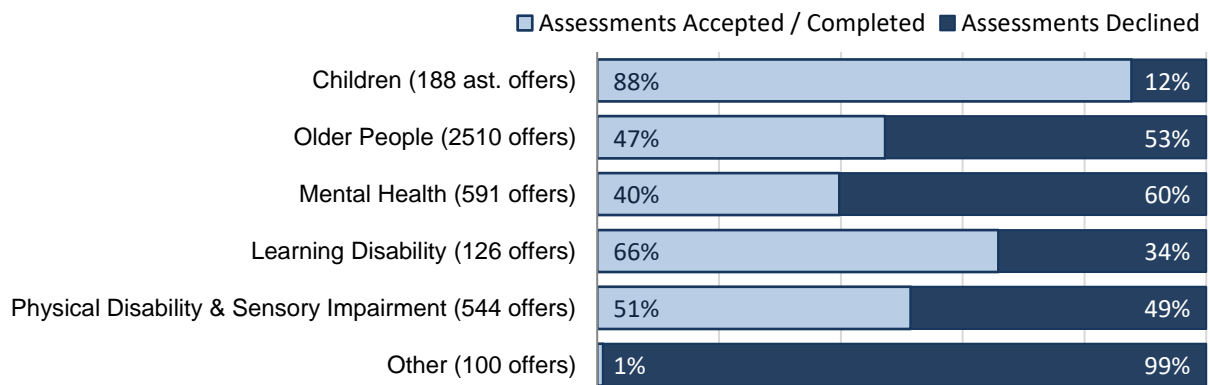 Assessments Accepted / Completed Assessments Declined
Children (188 ast. offers) 88% 12%
Older People (2510 offers) 47% 53%
Mental Health (591 offers) 40% 60%
Learning Disability (126 offers) 66% 34%
Physical Disability & Sensory Impairment (544 offers) 51% 49%
Other (100 offers) 1% 99%